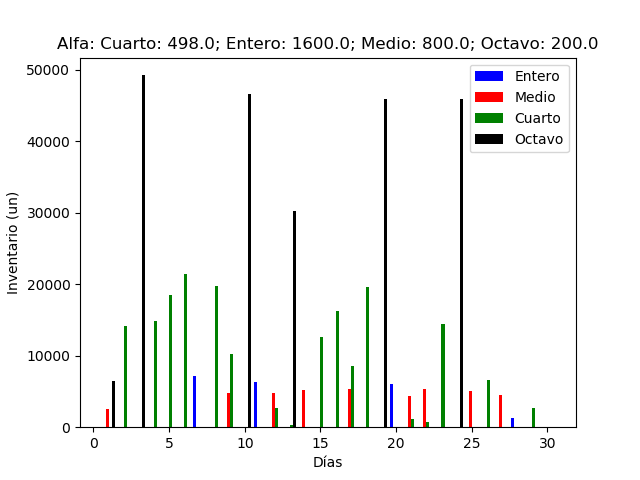 Alfa: Cuarto: 498.0; Entero: 1600.0; Medio: 800.0; Octavo: 200.0
50000
40000
30000
20000
10000
0
Inventario (un)
Entero
Medio
Cuarto
Octavo
0 5 10 15 20 25 30
Días